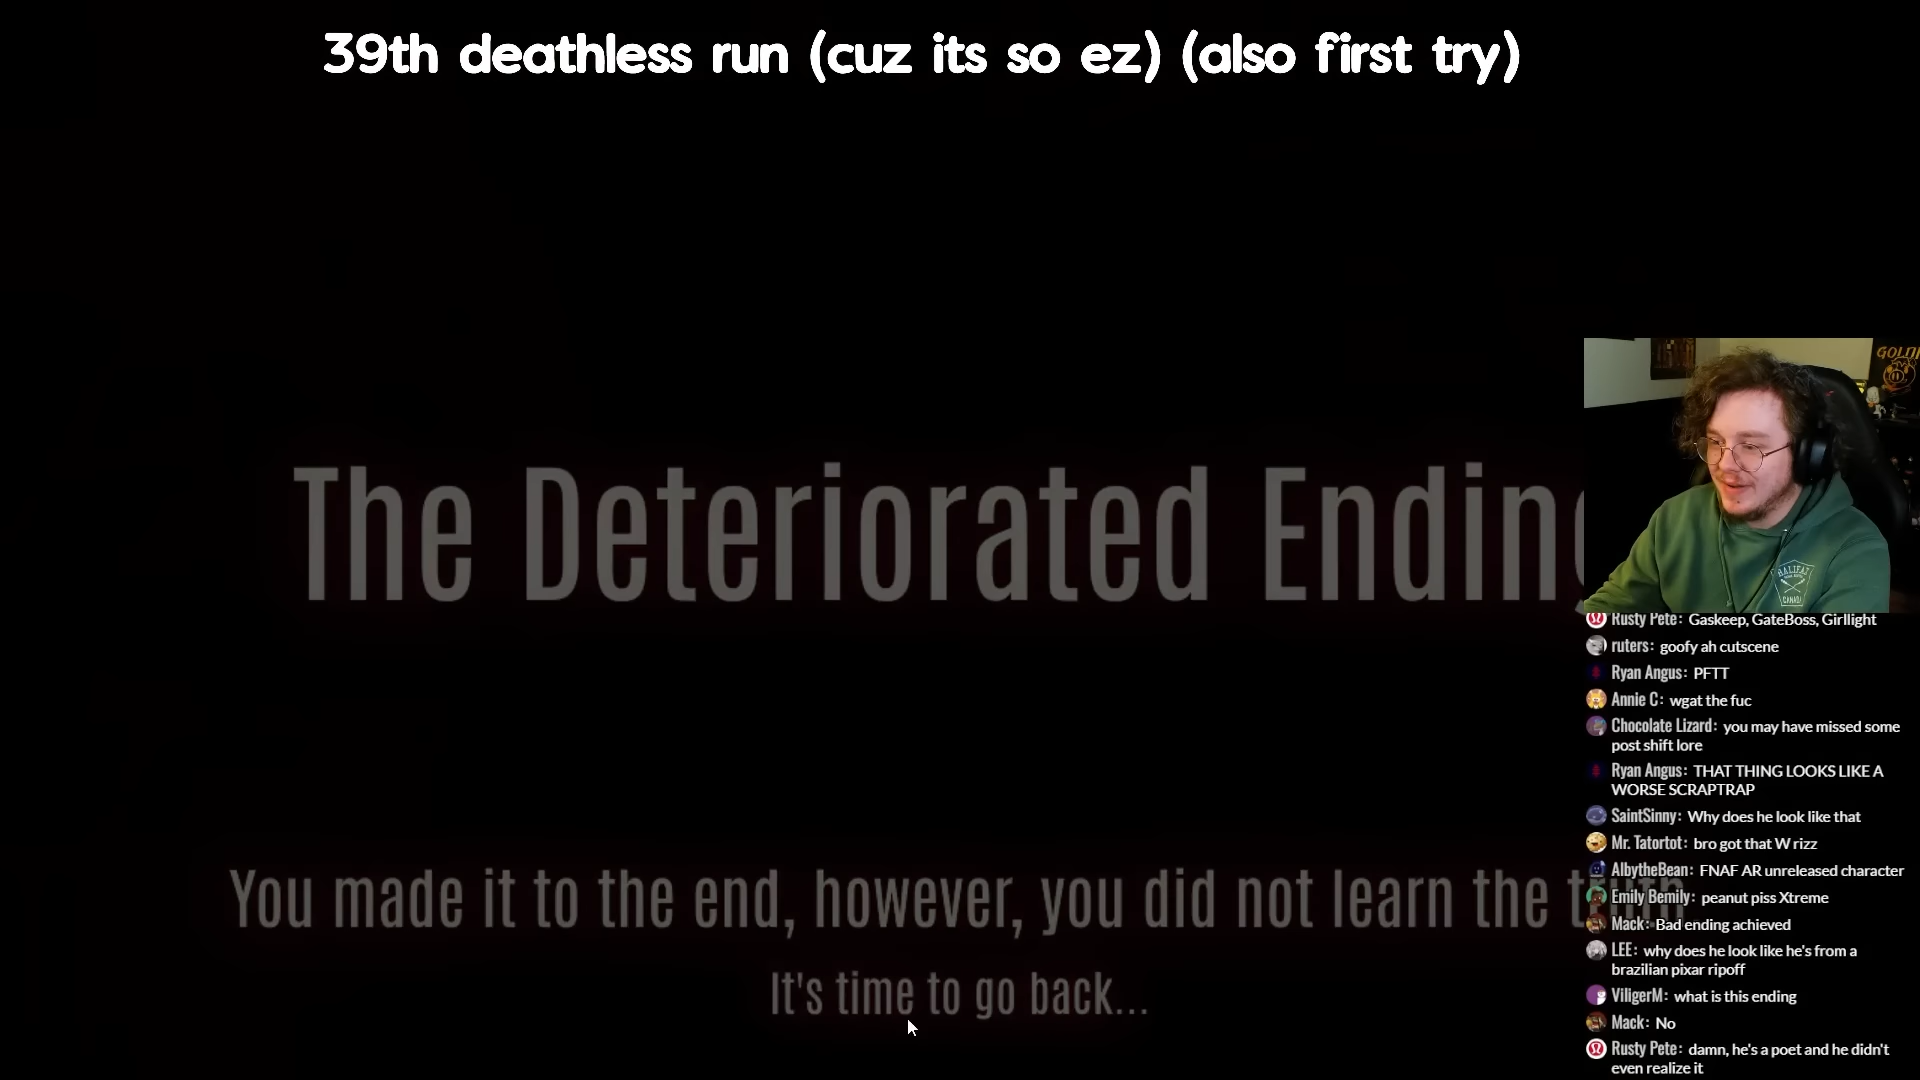 39th deathless run (cuz its so ez) (also first try)
GOLD
The Deteriorated Ending
HALIFAX
CANADA
Rusty Pete: Gaskeep, GateBoss, Girllight
ruters: goofy ah cutscene
Ryan Angus: PFTT
Annie C: wgat the fuc
Chocolate Lizard: you may have missed some
post shift lore
Ryan Angus: THAT THING LOOKS LIKE A
WORSE SCRAPTRAP
SaintSinny: Why does he look like that
Mr. Tatortot: bro got that W rizz
AlbytheBean: FNAF AR unreleased character
You made it to the end, however, you did not learn the truth
Emily Bemily: peanut piss Xtreme
Mack: Bad ending achieved
LEE: why does he look like he's from a
brazilian pixar ripoff
It's time to go back...
ViligerM: what is this ending
Mack: No
Rusty Pete: damn, he's a poet and he didn't
even realize it